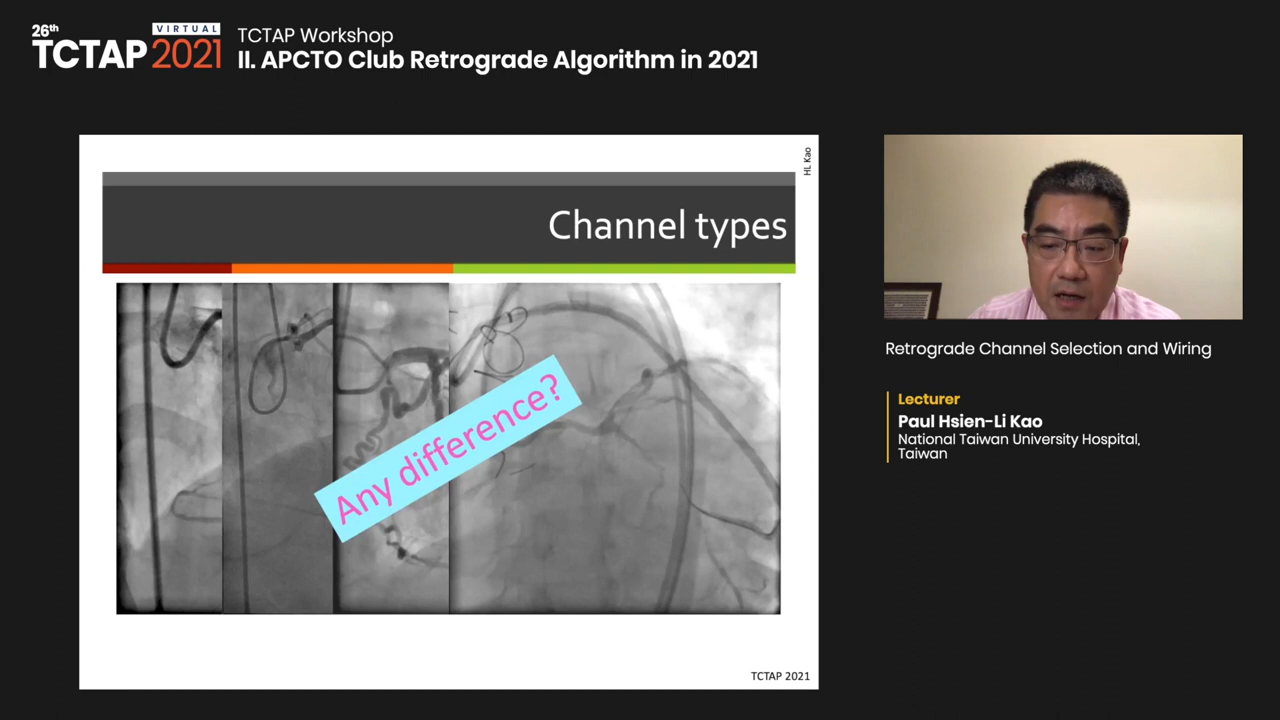 26th
VIRTUAL
TCTAP 2021
TCTAP Workshop
II. APCTO Club Retrograde Algorithm in 2021
HL Kao
Channel types
Any difference?
TCTAP 2021
Retrograde Channel Selection and Wiring
Lecturer
Paul Hsien-Li Kao
National Taiwan University Hospital,
Taiwan